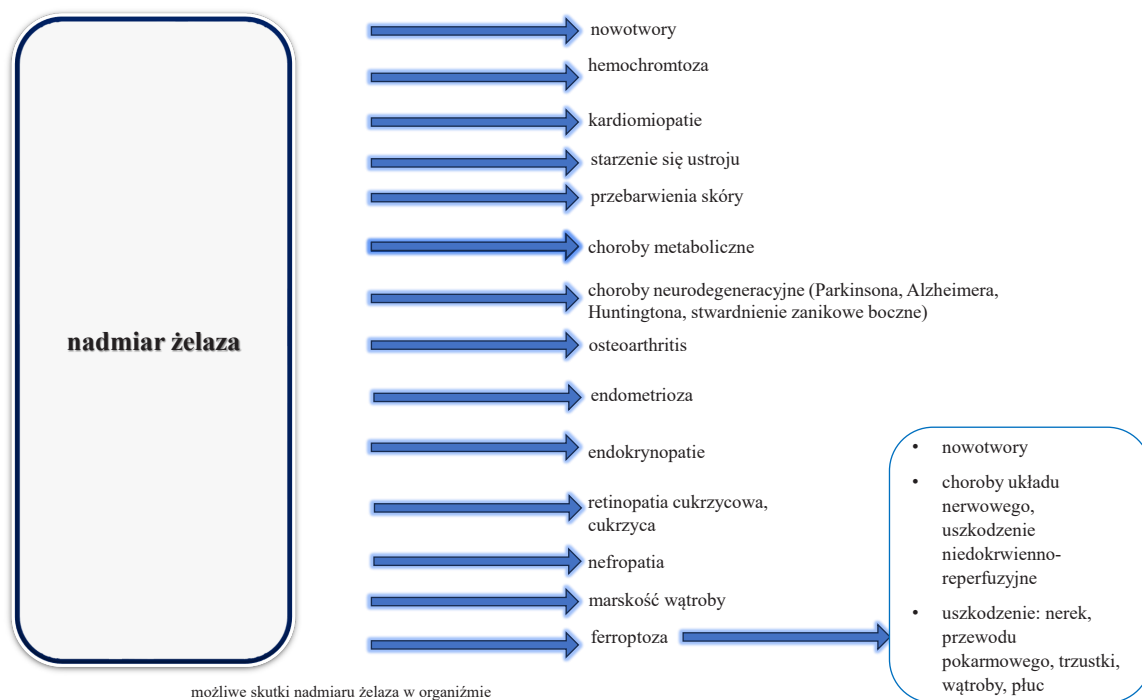 nadmiar żelaza
nowotwory
hemochromtoza
kardiomiopatie
starzenie się ustroju
przebarwienia skóry
choroby metaboliczne
choroby neurodegeneracyjne (Parkinsona, Alzheimera,
Huntingtona, stwardnienie zanikowe boczne)
osteoarthritis
endometrioza
endokrynopatie
retinopatia cukrzycowa,
cukrzyca
nefropatia
marskość wątroby
ferroptoza
• nowotwory
• choroby układu
nerwowego,
uszkodzenie
niedokrwienno-
reperfuzyjne
• uszkodzenie: nerek,
przewodu
pokarmowego, trzustki,
wątroby, płuc
możliwe skutki nadmiaru żelaza w organiźmie